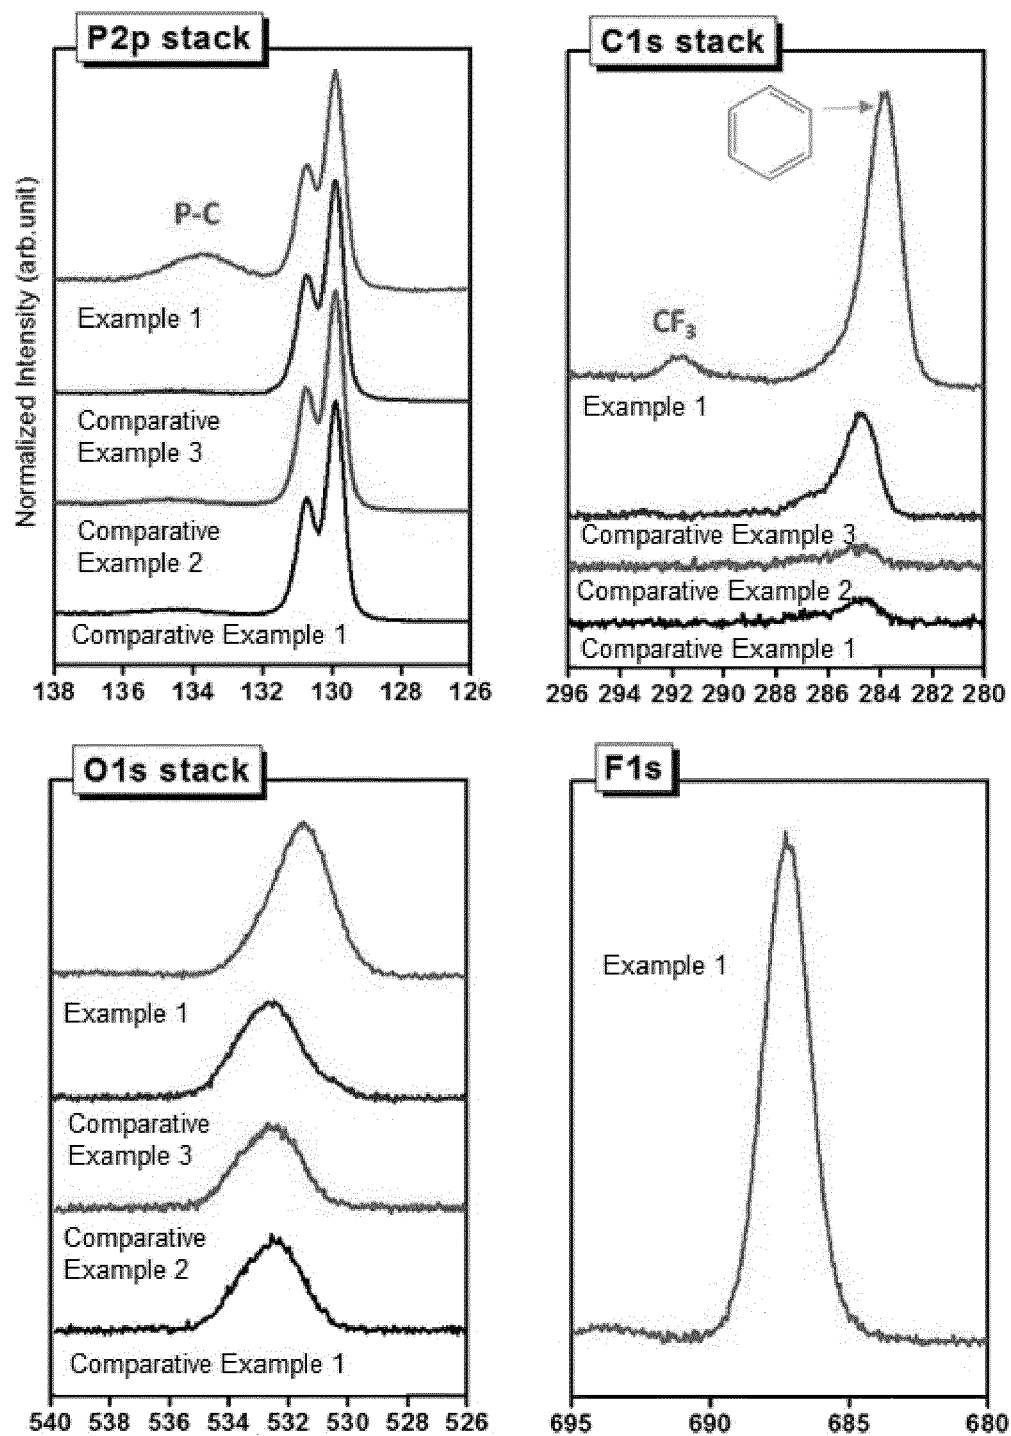 P2p stack
Normalized Intensity (arb.unit)
P-C
Example 1
Comparative
Example 3
Comparative
Example 2
Comparative Example 1
138 136 134 132 130 128 126
C1s stack
CF₃
Example 1
Comparative Example 3
Comparative Example 2
Comparative Example 1
296 294 292 290 288 286 284 282 280
O1s stack
Example 1
Comparative
Example 3
Comparative
Example 2
Comparative Example 1
540 538 536 534 532 530 528 526
F1s
Example 1
695 690 685 680